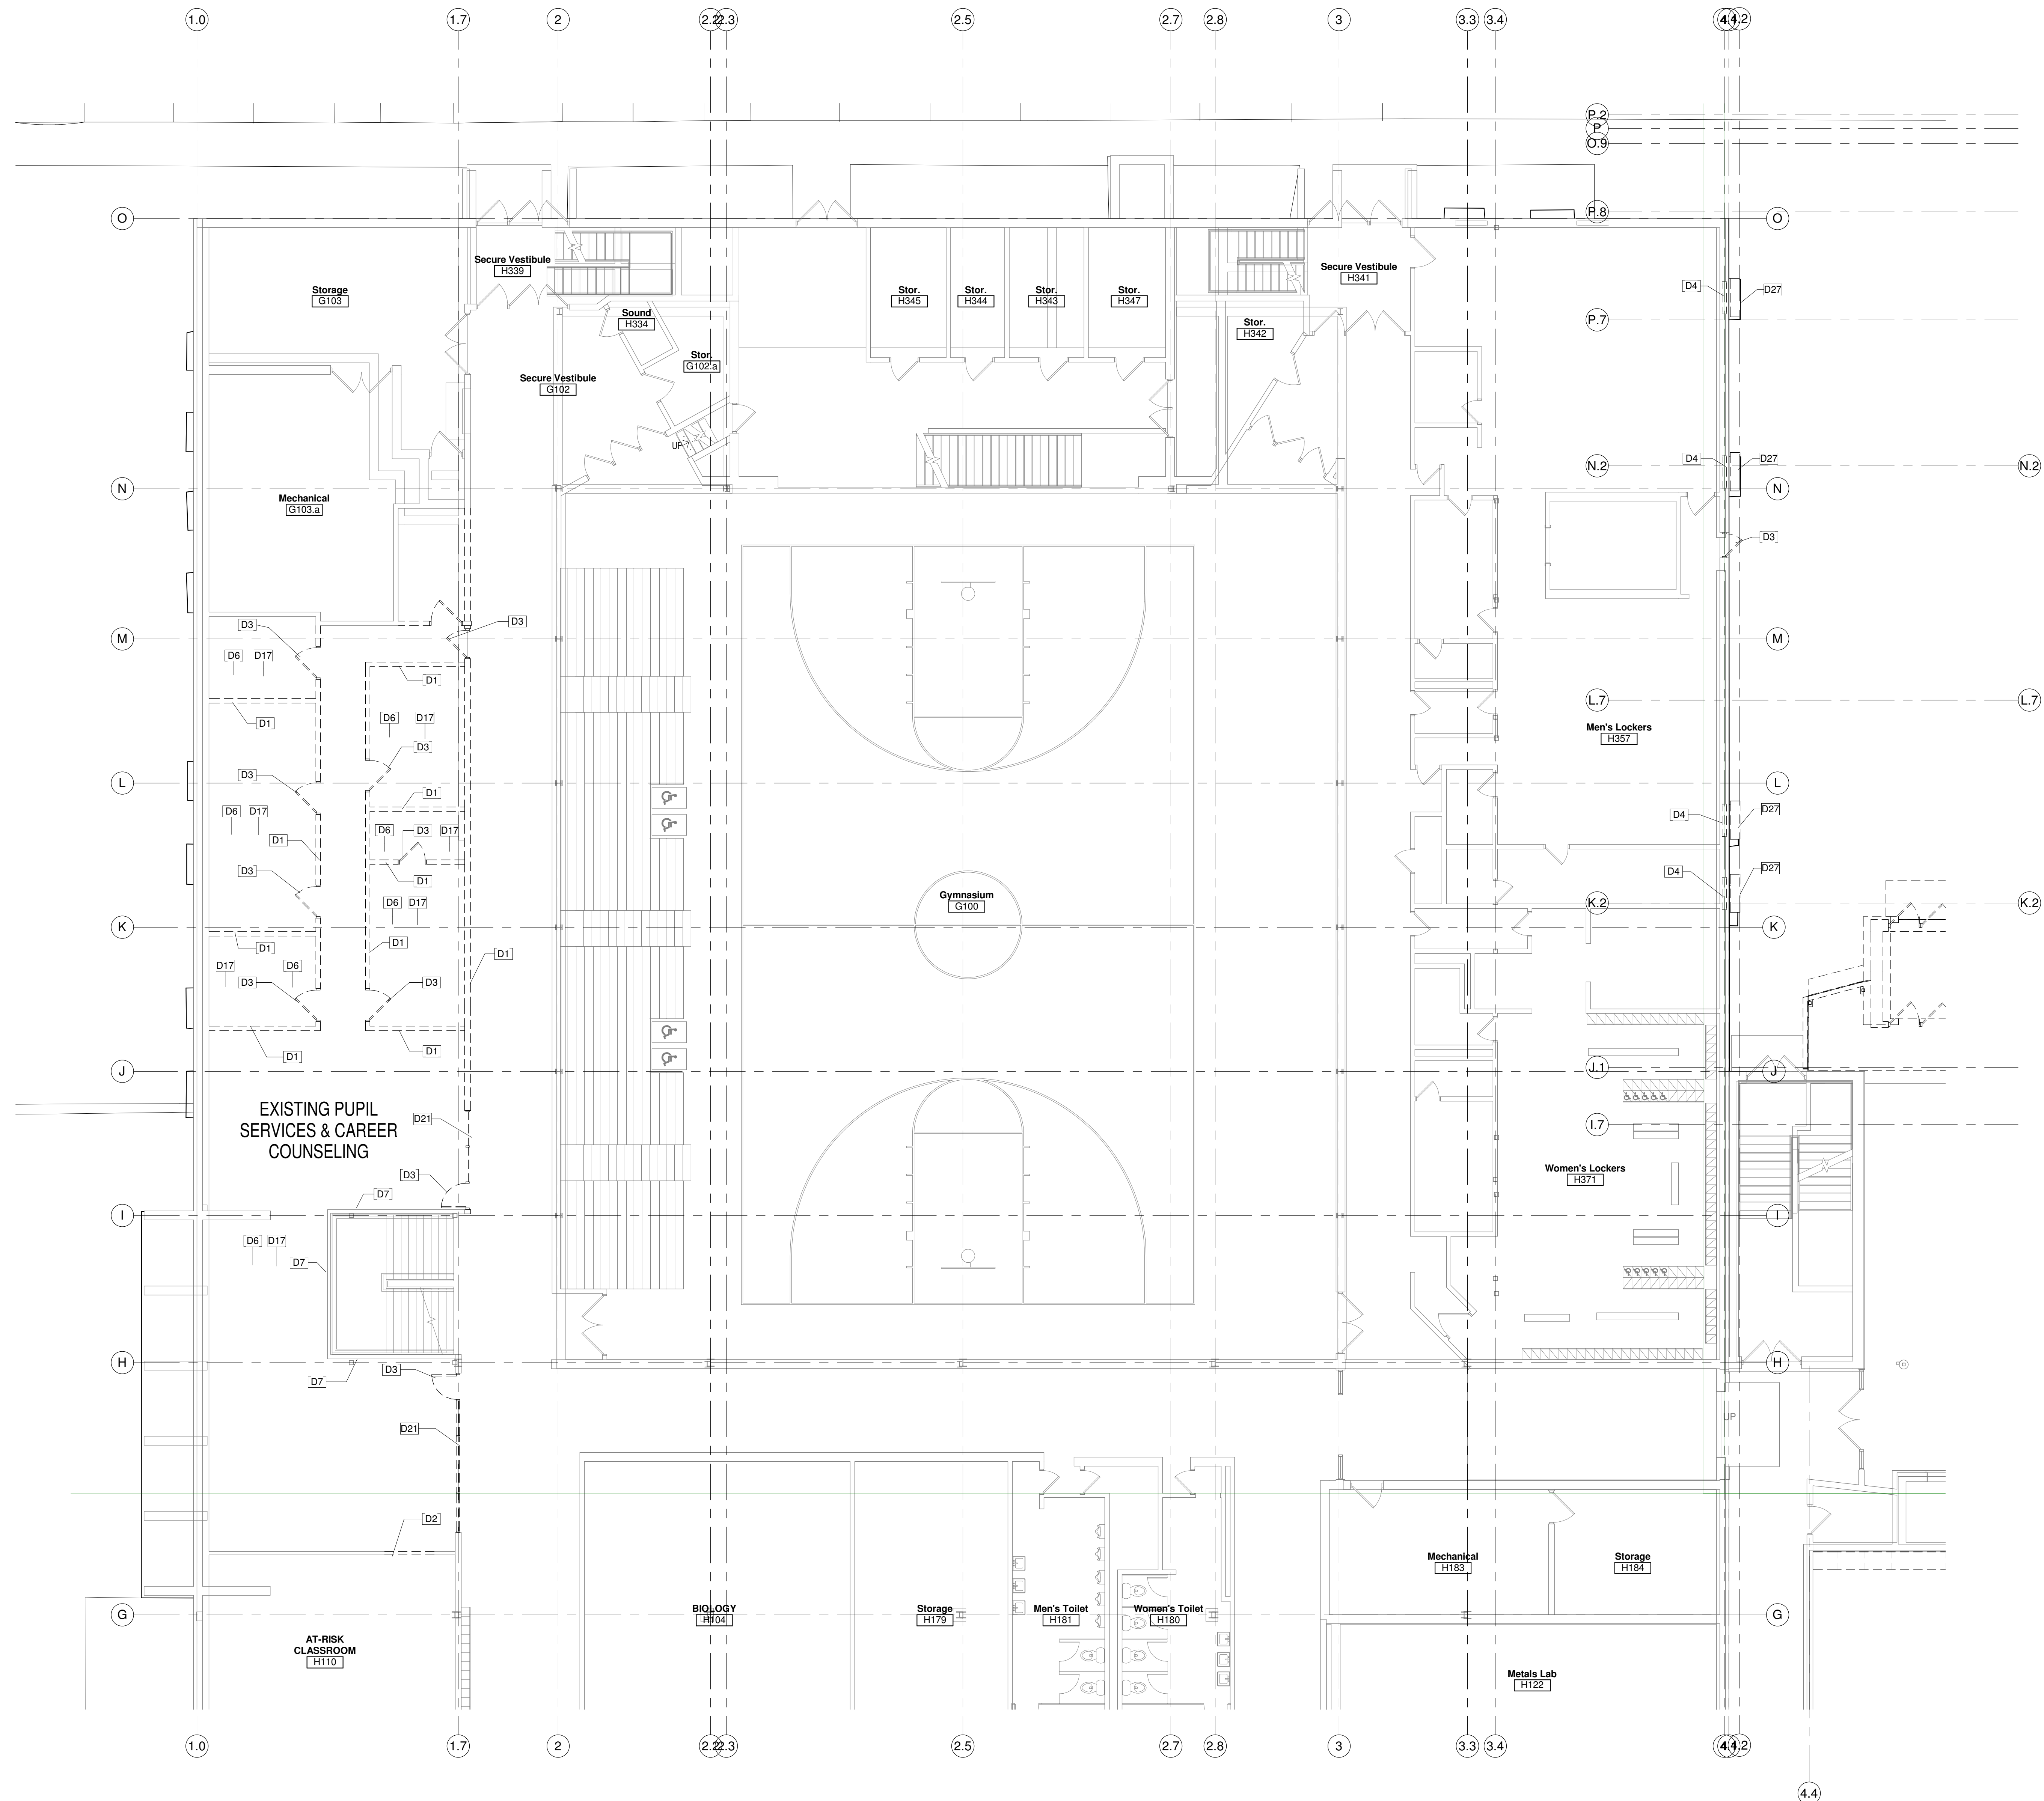 1.0
1.7
2
2.2
2.3
2.5
2.7
2.8
3
3.3
3.4
4.2
P.2
P
O.9
O
P.8
O
Secure Vestibule
H339
Secure Vestibule
H341
Storage
G103
Stor.
H345
Stor.
H344
Stor.
H343
Stor.
H347
D4
D27
Sound
H334
Stor.
H342
P.7
Stor.
G102.a
Secure Vestibule
G102
UP
D4
D27
N.2
N.2
N
N
Mechanical
G103.a
D3
D3
D3
M
M
D6
D17
D1
L.7
L.7
D1
D6
D17
Men's Lockers
H357
D3
D3
L
L
D1
D6
D17
D4
D27
D6
D3
D17
D1
D3
D4
D27
D1
Gymnasium
G100
D6
D17
K.2
K.2
K
K
D1
D1
D1
D17
D6
D3
D3
D1
D1
J
J.1
J
EXISTING PUPIL
SERVICES & CAREER
COUNSELING
D21
I.7
Women's Lockers
H371
D3
D7
I
I
D6
D17
D7
H
H
D3
D7
UP
D21
D2
Mechanical
H183
Storage
H184
G
BIOLOGY
H104
Storage
H179
Men's Toilet
H181
Women's Toilet
H180
G
AT-RISK
CLASSROOM
H110
Metals Lab
H122
1.0
1.7
2
2.2
2.3
2.5
2.7
2.8
3
3.3
3.4
4.2
4.4